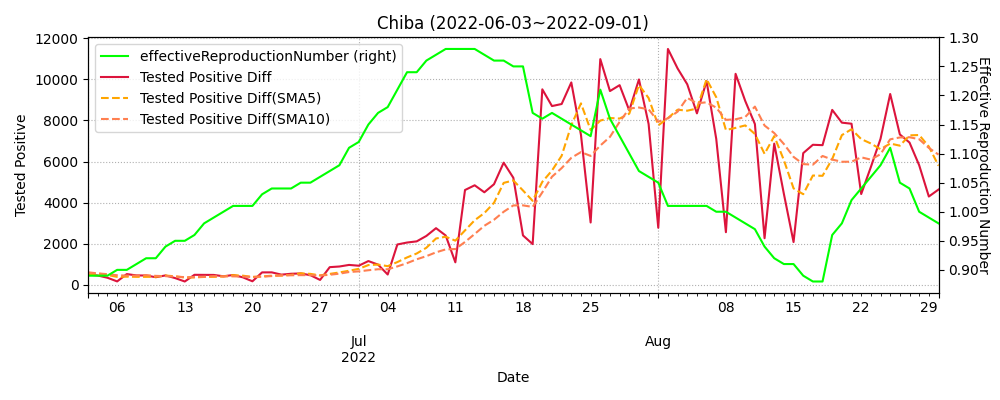 Chiba (2022-06-03~2022-09-01)
effectiveReproductionNumber (right)
Tested Positive Diff
Tested Positive Diff(SMA5)
Tested Positive Diff(SMA10)
Tested Positive
12000
10000
8000
6000
4000
2000
0
Effective Reproduction Number
1.30
1.25
1.20
1.15
1.10
1.05
1.00
0.95
0.90
06 13 20 27 04 11 18 25 08 15 22 29
Jul Aug
2022
Date